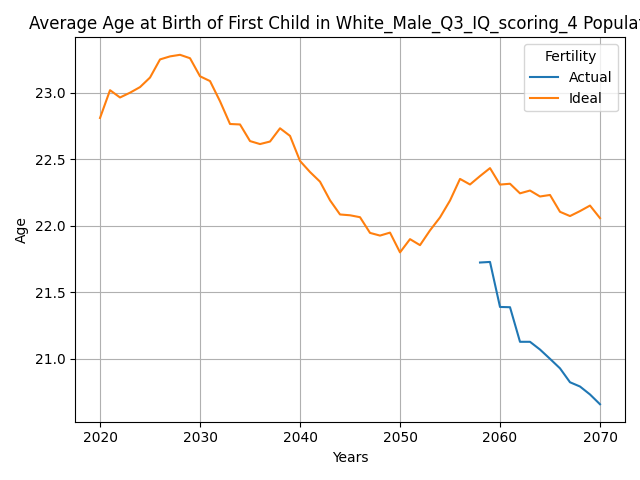 Average Age at Birth of First Child in White_Male_Q3_IQ_scoring_4 Populat
Fertility
Actual
Ideal
23.0
22.5
22.0
21.5
21.0
Age
2020 2030 2040 2050 2060 2070
Years